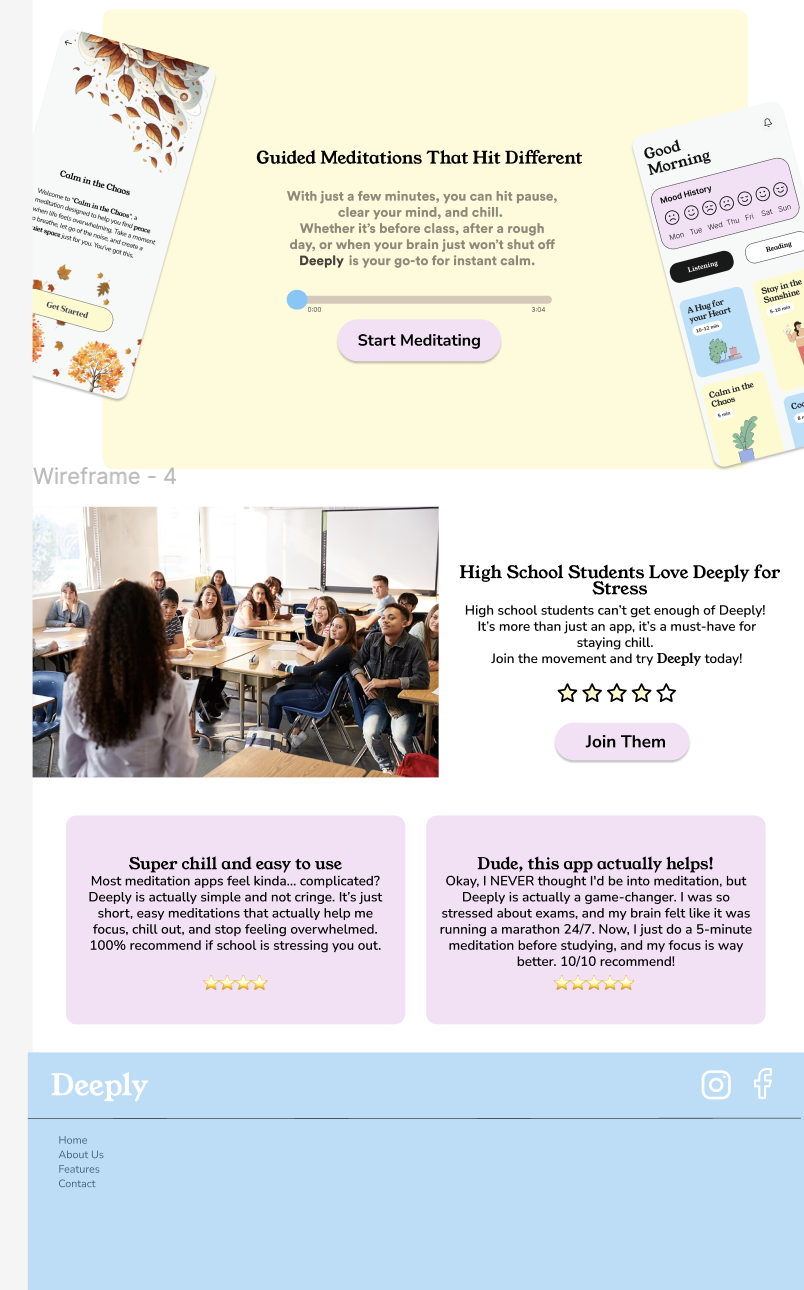 Calm in the Chaos
Welcome to "Calm in the Chaos", a
meditation designed to help you find peace
when life feels overwhelming. Take a moment
breathe, let go of the noise, and create a
space just for you. You've got this.
Get Started
Guided Meditations That Hit Different
With just a few minutes, you can hit pause,
clear your mind, and chill.
Whether it's before class, after a rough
day, or when your brain just won't shut off
Deeply is your go-to for instant calm.
0:00 3:04
Start Meditating
Good
Morning
Mood History
Mon Tue Wed Thu Fri Sat Sun
Listening Reading
A Hug for
your Heart
10-12 min
Stay in the
Sunshine
5-10 min
Calm in the
Chaos
5 min
Wireframe - 4
High School Students Love Deeply for
Stress
High school students can't get enough of Deeply!
It's more than just an app, it's a must-have for
staying chill.
Join the movement and try Deeply today!
Join Them
Super chill and easy to use
Most meditation apps feel kinda... complicated?
Deeply is actually simple and not cringe. It's just
short, easy meditations that actually help me
focus, chill out, and stop feeling overwhelmed.
100% recommend if school is stressing you out.
Dude, this app actually helps!
Okay, I NEVER thought I'd be into meditation, but
Deeply is actually a game-changer. I was so
stressed about exams, and my brain felt like it was
running a marathon 24/7. Now, I just do a 5-minute
meditation before studying, and my focus is way
better. 10/10 recommend!
Deeply
Home
About Us
Features
Contact